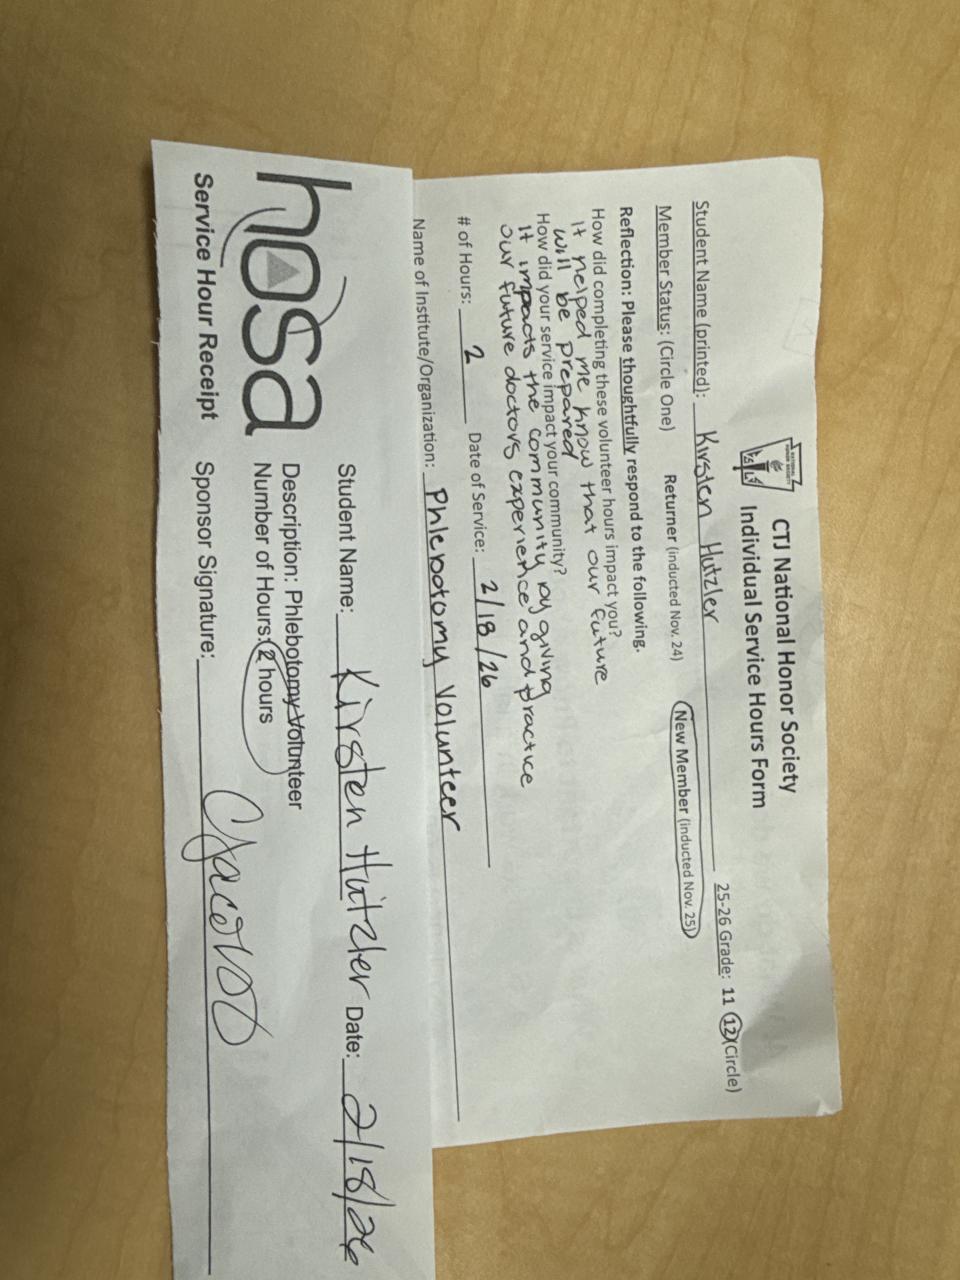 CTJ National Honor Society
Individual Service Hours Form
Student Name (printted): Kirsten Hutzler 25-26 Grade: 11 12 (Circle)
Member Status: (Circle One) Returner (inducted Nov. 24) New Member (inducted Nov. 25)
Reflection: Please thoughtfully respond to the following.
How did completing these volunteer hours impact you?
It helped me know that our future
will be prepared
How did your service impact your community?
It impacts the community by giving
our future doctors experience and practice
# of Hours: 2 Date of Service: 2/18/26
Name of Institute/Organization: Phlebotomy Volunteer
hosa
Service Hour Receipt
Student Name: Kirsten Hutzler Date: 2/18/26
Description: Phlebotomy Volunteer
Number of Hours: 2 hours
Sponsor Signature: